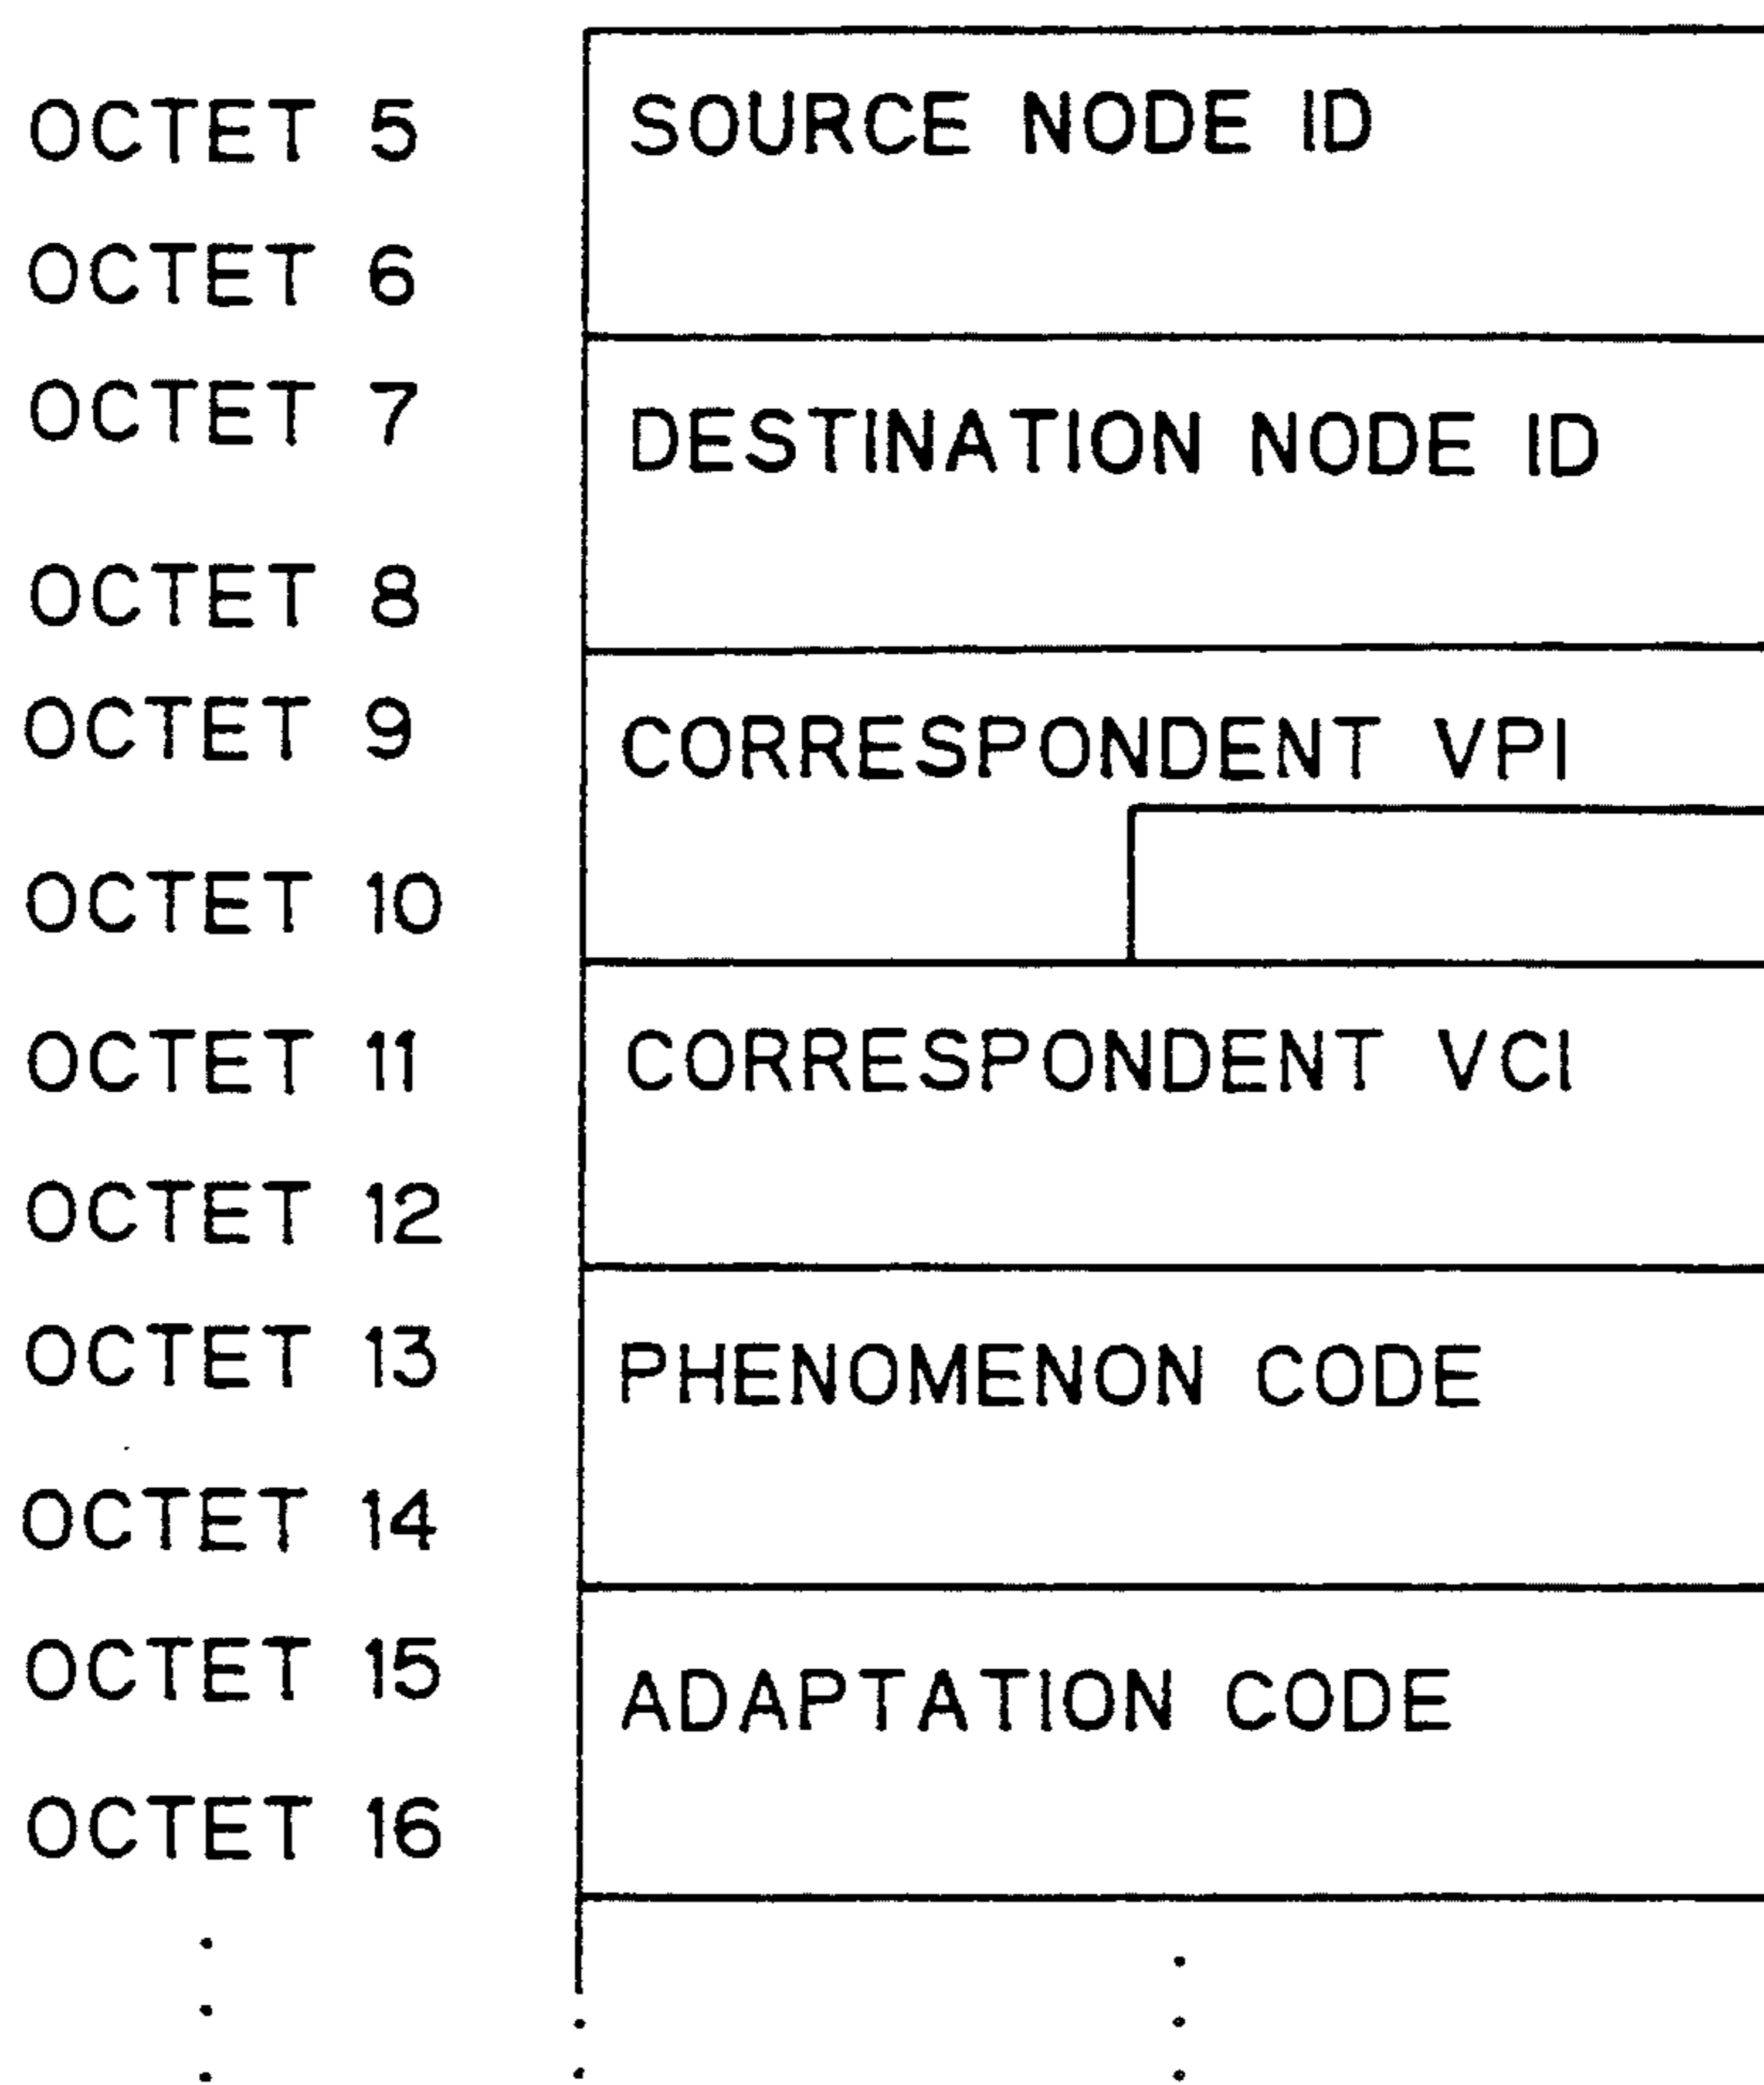 OCTET 5 SOURCE NODE ID
OCTET 6
OCTET 7 DESTINATION NODE ID
OCTET 8
OCTET 9 CORRESPONDENT VPI
OCTET 10
OCTET 11 CORRESPONDENT VCI
OCTET 12
OCTET 13 PHENOMENON CODE
OCTET 14
OCTET 15 ADAPTATION CODE
OCTET 16